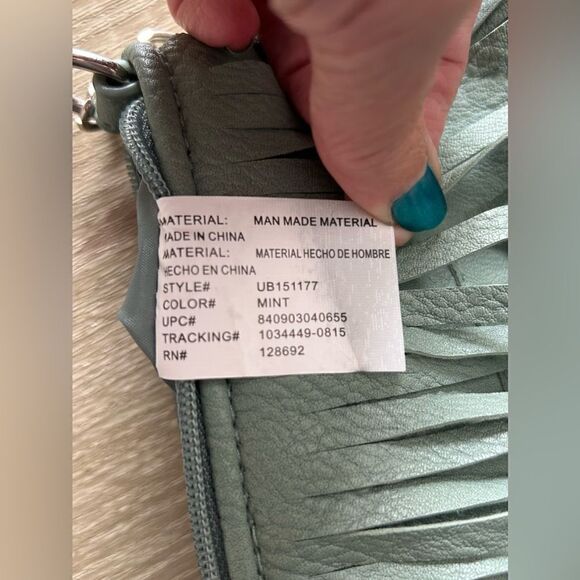 MATERIAL: MAN MADE MATERIAL
MADE IN CHINA
MATERIAL: MATERIAL HECHO DE HOMBRE
HECHO EN CHINA
STYLE# UB151177
COLOR# MINT
UPC# 840903040655
TRACKING# 1034449-0815
RN# 128692